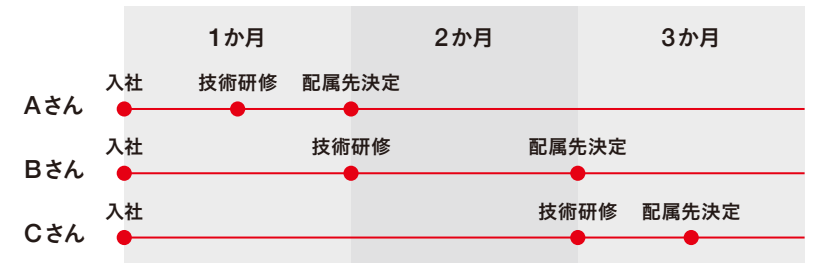 1か月 2か月 3か月
入社 技術研修 配属先決定
Aさん
入社 技術研修 配属先決定
Bさん
入社 技術研修 配属先決定
Cさん